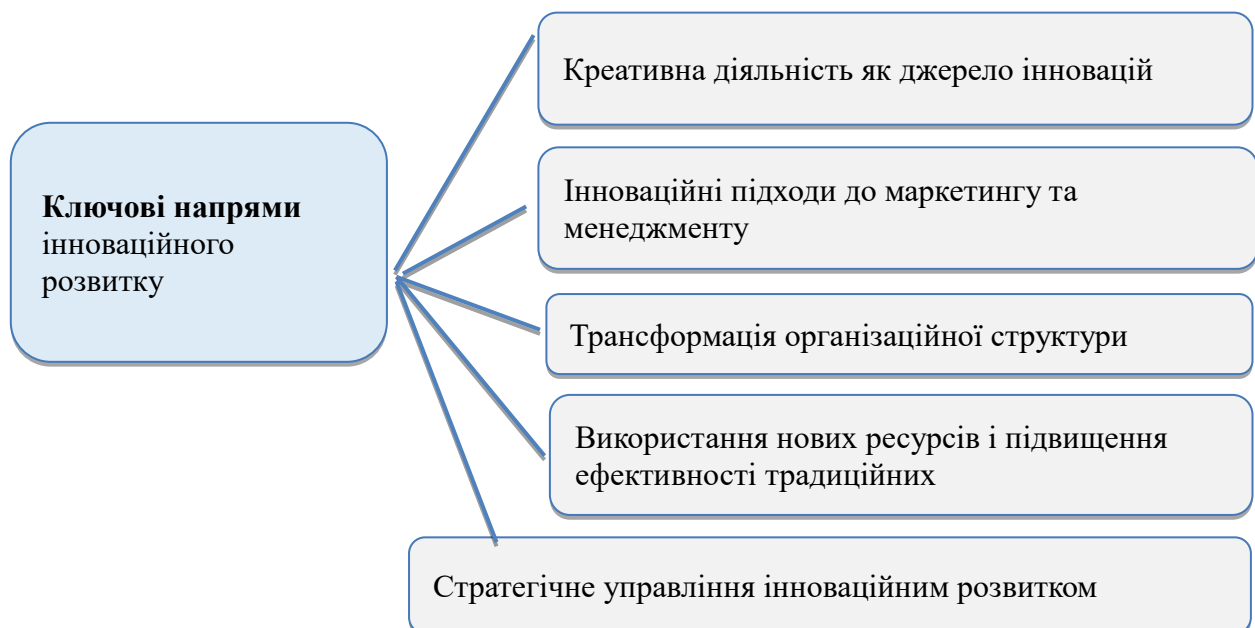 Ключові напрями
інноваційного
розвитку
Креативна діяльність як джерело інновацій
Інноваційні підходи до маркетингу та
менеджменту
Трансформація організаційної структури
Використання нових ресурсів і підвищення
ефективності традиційних
Стратегічне управління інноваційним розвитком